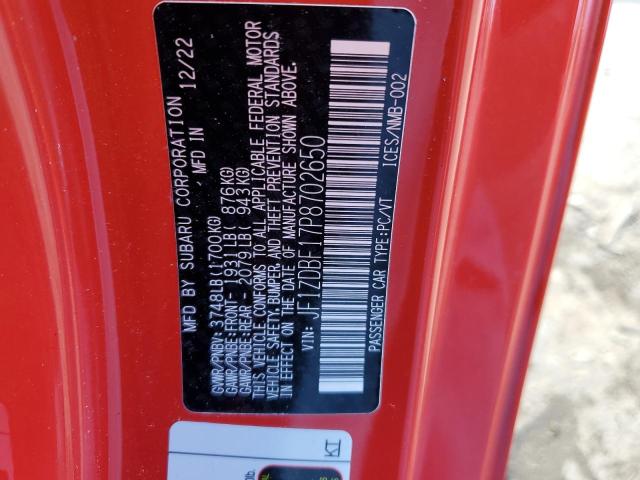 MFD BY SUBARU CORPORATION 12/22
MFD IN
GVWR/PNBV: 3748LB(1700KG)
GAWR/PNBE:FRONT- 1931LB( 876KG)
GAWR/PNBE:REAR - 2079LB( 943KG)
THIS VEHICLE CONFORMS TO ALL APPLICABLE FEDERAL MOTOR
VEHICLE SAFETY, BUMPER, AND THEFT PREVENTION STANDARDS
IN EFFECT ON THE DATE OF MANUFACTURE SHOWN ABOVE.
VIN: JF1ZDBF17P8702650
PASSENGER CAR TYPE:PC/VT ICES/NMB-002